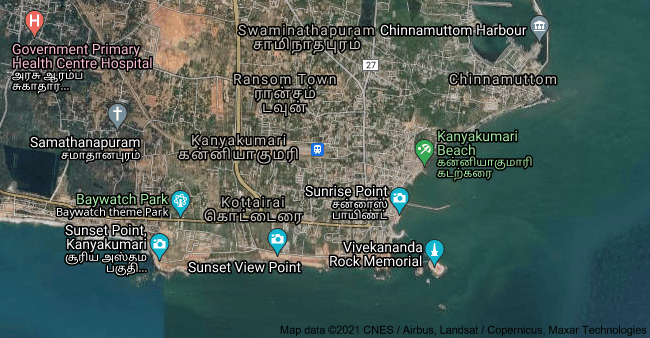 Swaminathapuram
சாமிநாதபுரம்
Chinnamuttom Harbour
Government Primary
Health Centre Hospital
அரசு ஆரம்ப
சுகாதார...
27
Ransom Town
ரான்சம்
டவுன்
Chinnamuttom
Samathanapuram
சமாதானபுரம்
Kanyakumari
கன்னியாகுமரி
Kanyakumari
Beach
கன்னியாகுமாரி
கடற்கரை
Baywatch Park
Baywatch theme Park
Kottairai
கொட்டைரை
Sunrise Point
சன்ரைஸ்
பாயிண்ட்
Sunset Point,
Kanyakumari
சூரிய அஸ்தம
பகுதி...
Sunset View Point
Vivekananda
Rock Memorial
Map data ©2021 CNES / Airbus, Landsat / Copernicus, Maxar Technologies